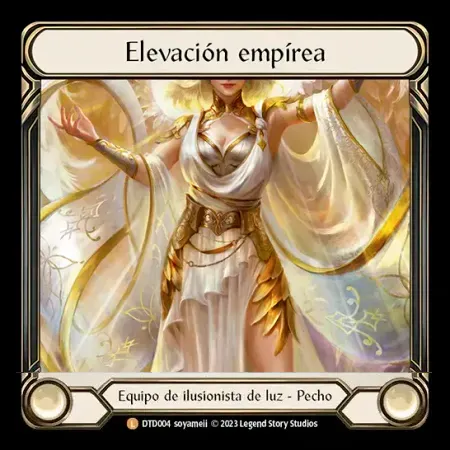 Elevación empírea
Equipo de ilusionista de luz - Pecho
L DTD004 soyameii © 2023 Legend Story Studios